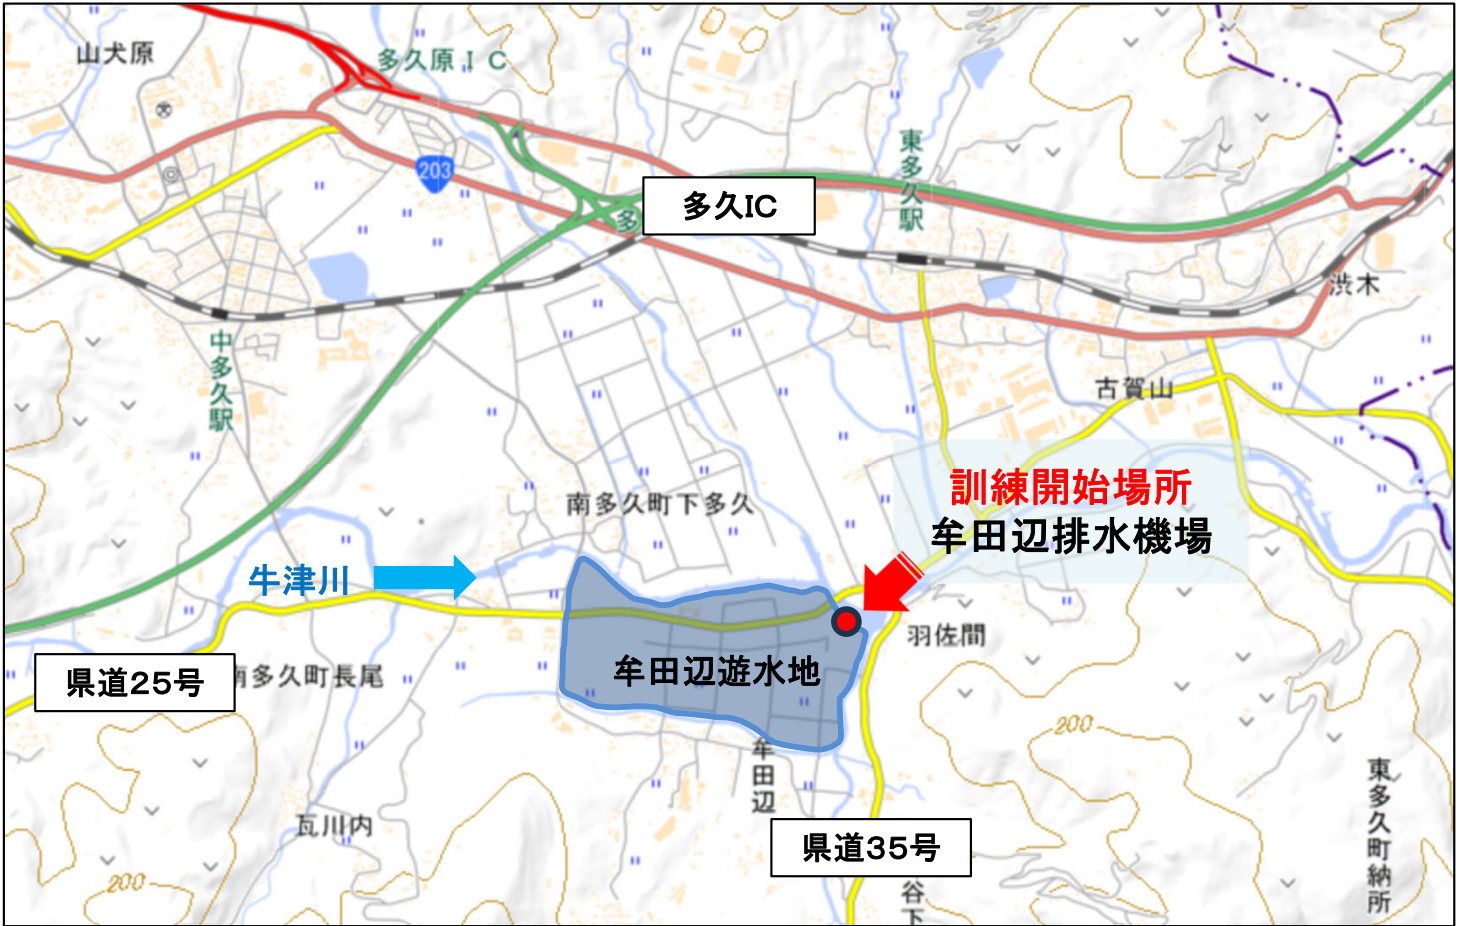 山犬原
多久原ＩＣ
203
東多久駅
多久IC
多
渋木
中多久駅
古賀山
訓練開始場所
牟田辺排水機場
南多久町下多久
牛津川
羽佐間
牟田辺遊水地
県道25号
南多久町長尾
200
牟田辺
東多久町納所
瓦川内
県道35号
200
谷下